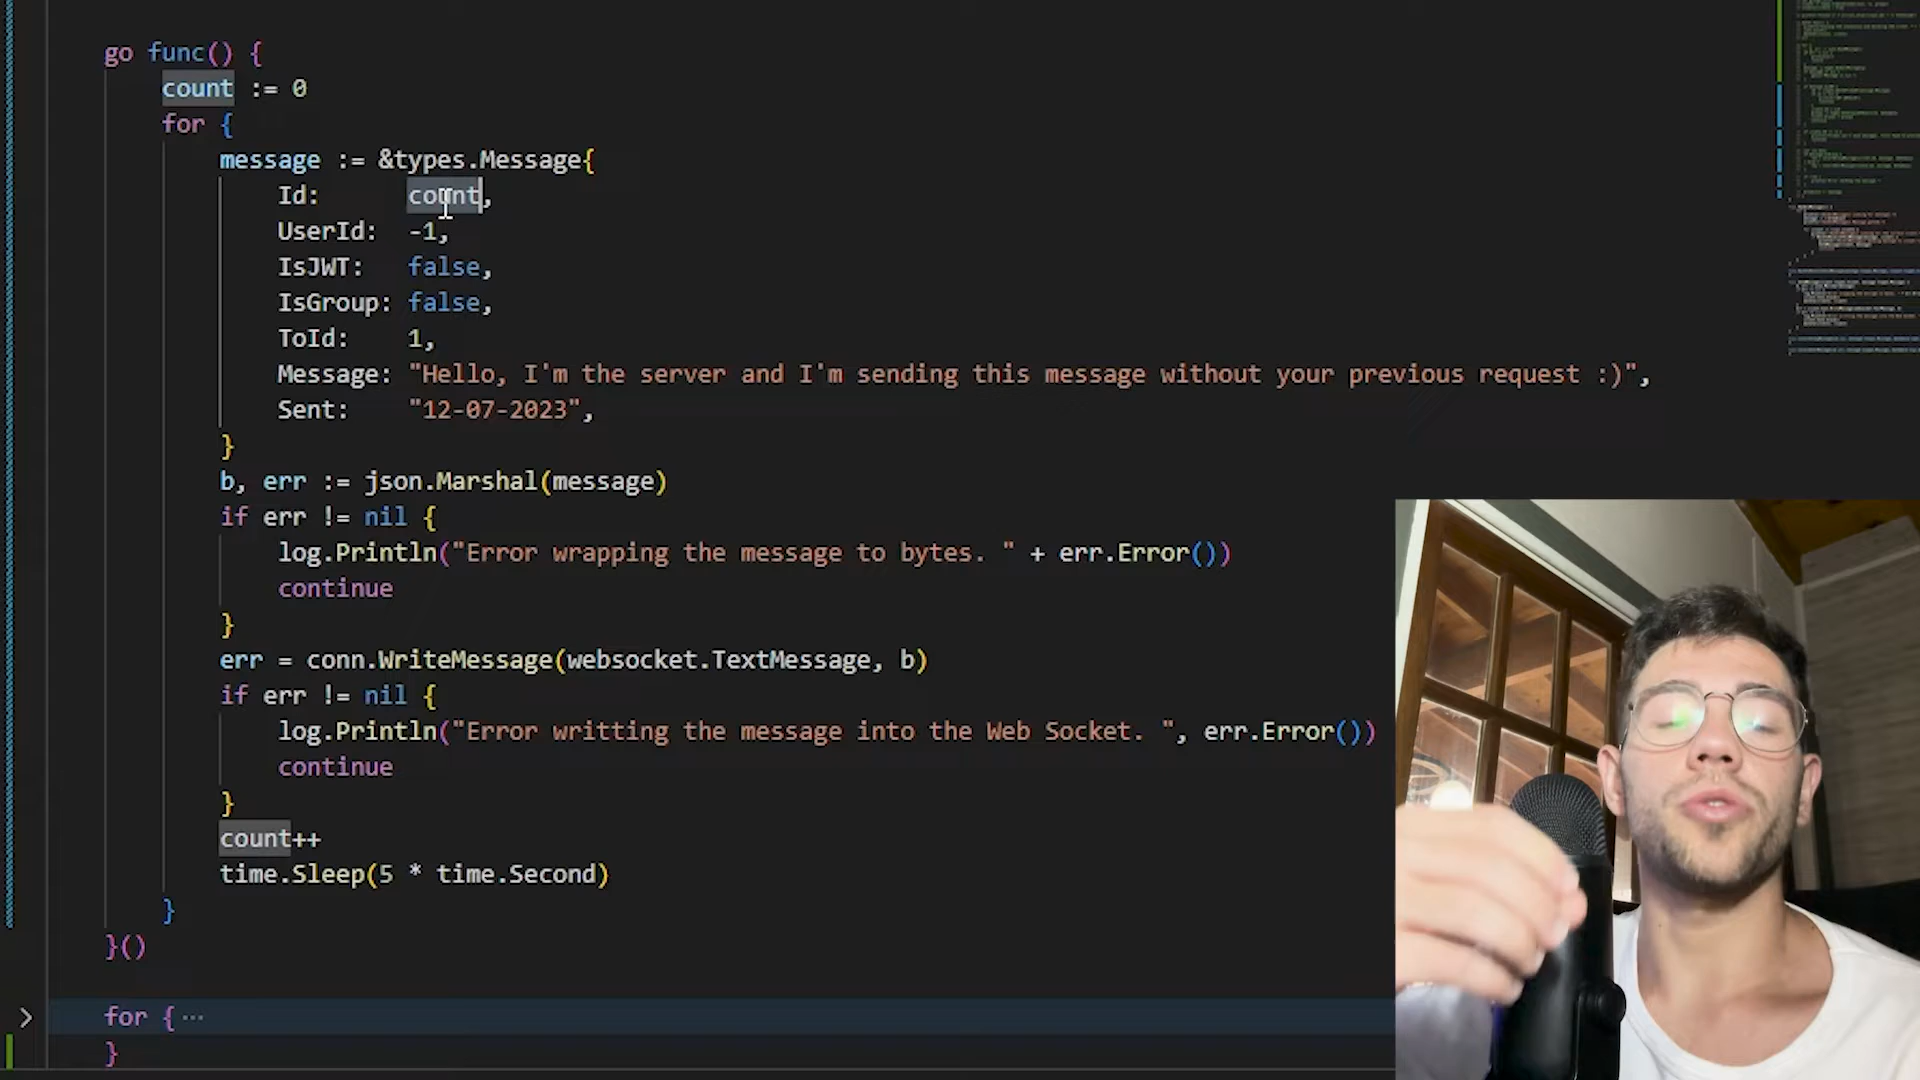 go func() {
count := 0
for {
message := &types.Message{
Id: count,
UserId: -1,
IsJWT: false,
IsGroup: false,
ToId: 1,
Message: "Hello, I'm the server and I'm sending this message without your previous request :)",
Sent: "12-07-2023",
}
b, err := json.Marshal(message)
if err != nil {
log.Println("Error wrapping the message to bytes. " + err.Error())
continue
}
err = conn.WriteMessage(websocket.TextMessage, b)
if err != nil {
log.Println("Error writting the message into the Web Socket. ", err.Error())
continue
}
count++
time.Sleep(5 * time.Second)
}
}()
for { ···
}